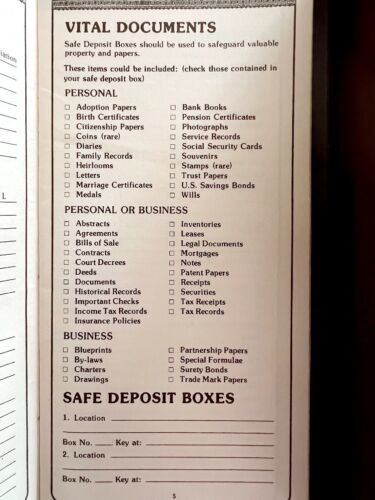 VITAL DOCUMENTS
Safe Deposit Boxes should be used to safeguard valuable
property and papers.
These items could be included: (check those contained in
your safe deposit box)
PERSONAL
☐ Adoption Papers ☐ Bank Books
☐ Birth Certificates ☐ Pension Certificates
☐ Citizenship Papers ☐ Photographs
☐ Coins (rare) ☐ Service Records
☐ Diaries ☐ Social Security Cards
☐ Family Records ☐ Souvenirs
☐ Heirlooms ☐ Stamps (rare)
☐ Letters ☐ Trust Papers
☐ Marriage Certificates ☐ U.S. Savings Bonds
☐ Medals ☐ Wills
PERSONAL OR BUSINESS
☐ Abstracts ☐ Inventories
☐ Agreements ☐ Leases
☐ Bills of Sale ☐ Legal Documents
☐ Contracts ☐ Mortgages
☐ Court Decrees ☐ Notes
☐ Deeds ☐ Patent Papers
☐ Documents ☐ Receipts
☐ Historical Records ☐ Securities
☐ Important Checks ☐ Tax Receipts
☐ Income Tax Records ☐ Tax Records
☐ Insurance Policies
BUSINESS
☐ Blueprints ☐ Partnership Papers
☐ By-laws ☐ Special Formulae
☐ Charters ☐ Surety Bonds
☐ Drawings ☐ Trade Mark Papers
SAFE DEPOSIT BOXES
1. Location
Box No. Key at:
2. Location
Box No. Key at:
5